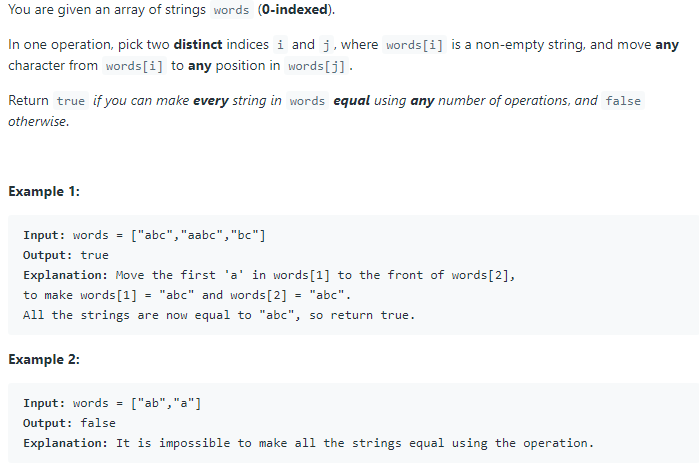 You are given an array of strings words (0-indexed).
In one operation, pick two distinct indices i and j, where words[i] is a non-empty string, and move any
character from words[i] to any position in words[j].
Return true if you can make every string in words equal using any number of operations, and false
otherwise.
Example 1:
Input: words = ["abc","aabc","bc"]
Output: true
Explanation: Move the first 'a' in words[1] to the front of words[2],
to make words[1] = "abc" and words[2] = "abc".
All the strings are now equal to "abc", so return true.
Example 2:
Input: words = ["ab","a"]
Output: false
Explanation: It is impossible to make all the strings equal using the operation.